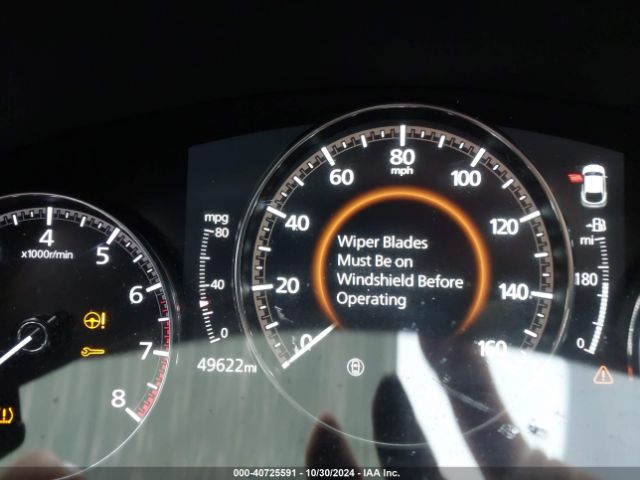 4
x1000r/min
5
6
7
8
mpg
80
40
0
49622mi
0
20
40
60
80
mph
100
120
140
160
Wiper Blades
Must Be on
Windshield Before
Operating
mi
180
0
000-40725591 - 10/30/2024 - IAA Inc.